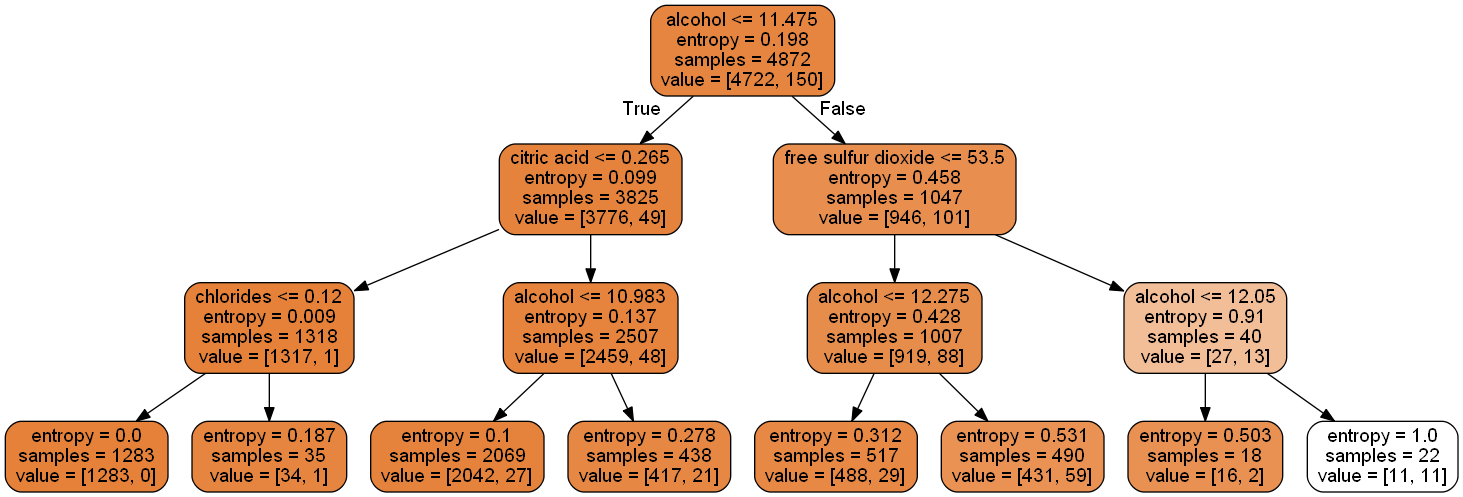 alcohol <= 11.475
entropy = 0.198
samples = 4872
value = [4722, 150]
True
False
citric acid <= 0.265
entropy = 0.099
samples = 3825
value = [3776, 49]
free sulfur dioxide <= 53.5
entropy = 0.458
samples = 1047
value = [946, 101]
chlorides <= 0.12
entropy = 0.009
samples = 1318
value = [1317, 1]
alcohol <= 10.983
entropy = 0.137
samples = 2507
value = [2459, 48]
alcohol <= 12.275
entropy = 0.428
samples = 1007
value = [919, 88]
alcohol <= 12.05
entropy = 0.91
samples = 40
value = [27, 13]
entropy = 0.0
samples = 1283
value = [1283, 0]
entropy = 0.187
samples = 35
value = [34, 1]
entropy = 0.1
samples = 2069
value = [2042, 27]
entropy = 0.278
samples = 438
value = [417, 21]
entropy = 0.312
samples = 517
value = [488, 29]
entropy = 0.531
samples = 490
value = [431, 59]
entropy = 0.503
samples = 18
value = [16, 2]
entropy = 1.0
samples = 22
value = [11, 11]